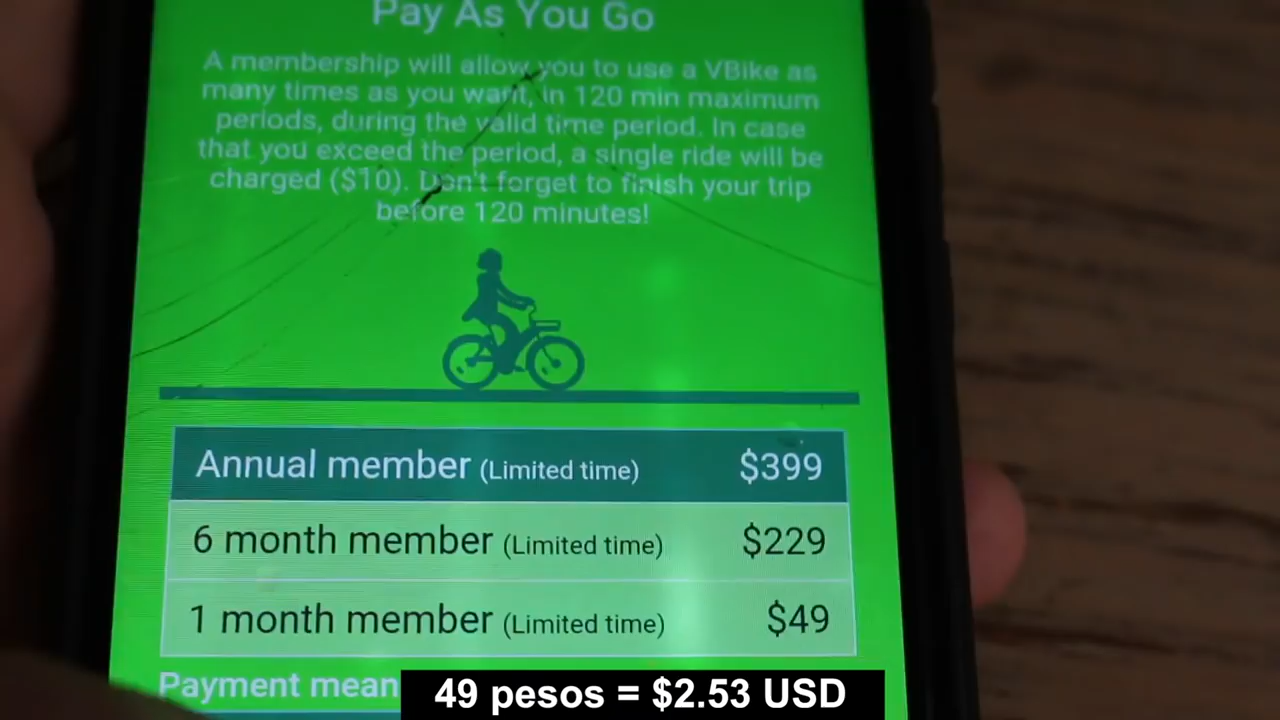 Pay As You Go
A membership will allow you to use a VBike as
many times as you want, in 120 min maximum
periods, during the valid time period. In case
that you exceed the period, a single ride will be
charged ($10). Don't forget to finish your trip
before 120 minutes!
Annual member (Limited time) $399
6 month member (Limited time) $229
1 month member (Limited time) $49
Payment mean
49 pesos = $2.53 USD